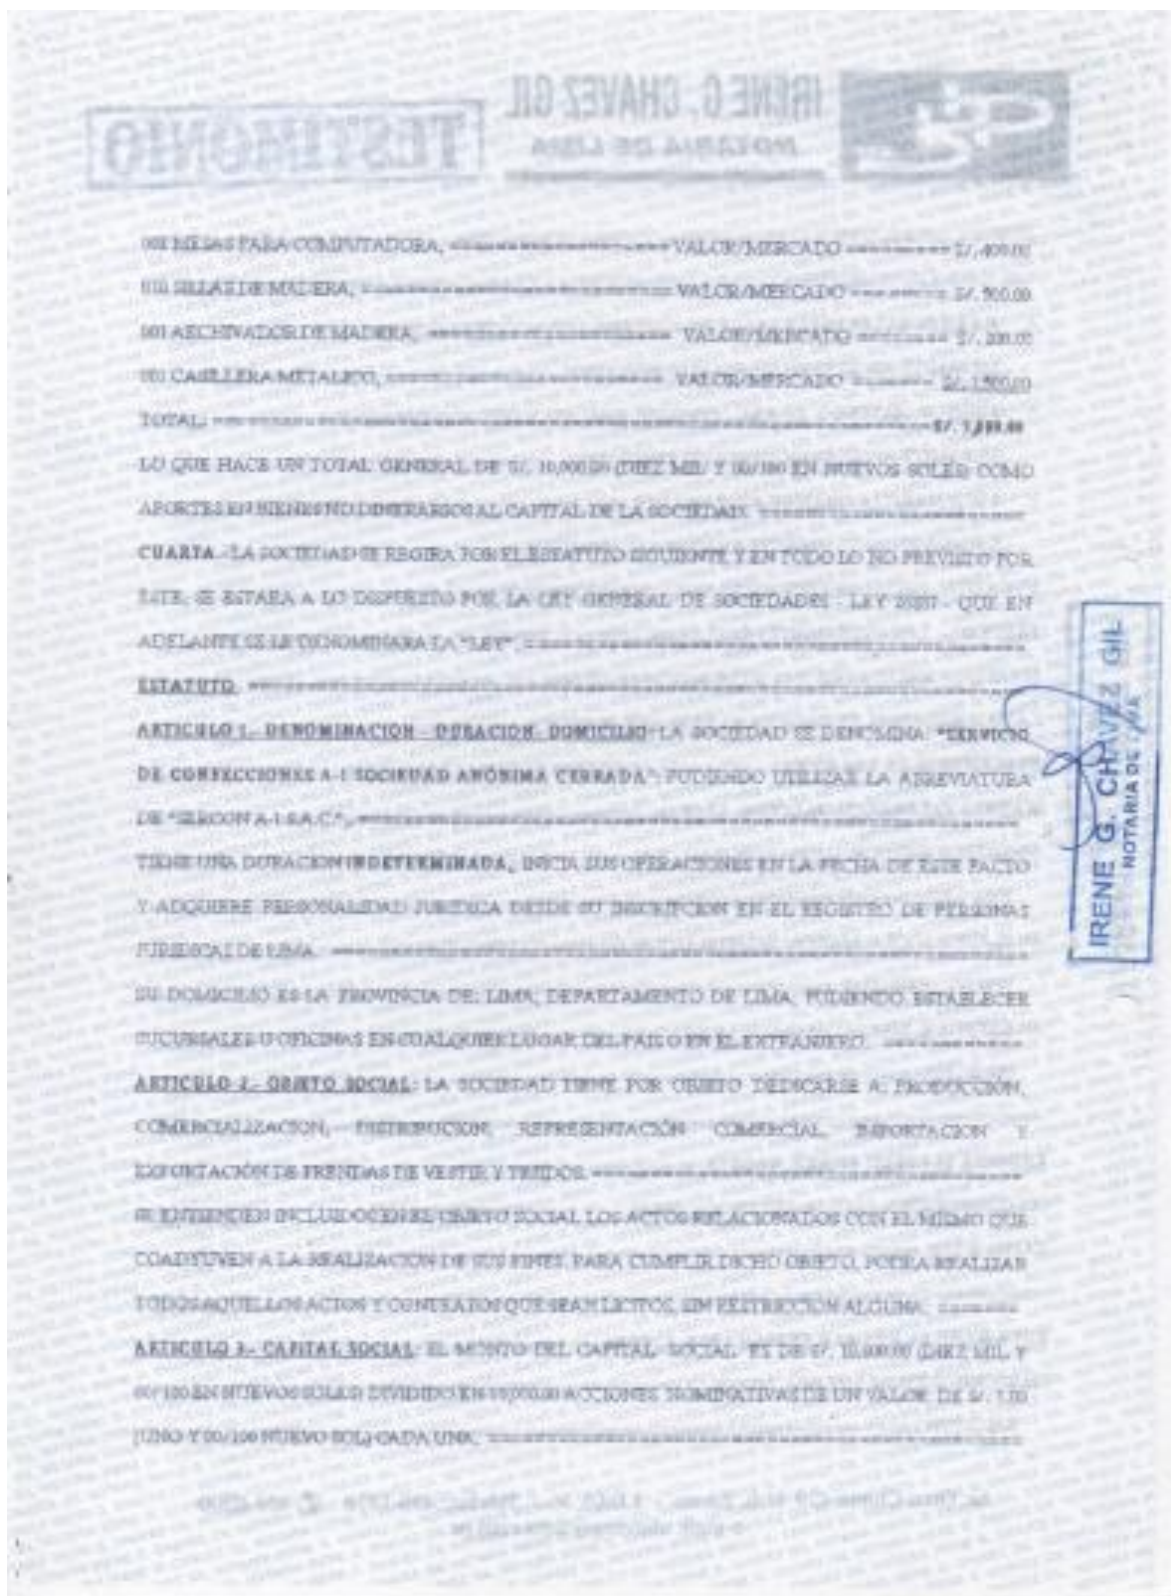 IRENE G. CHAVEZ GIL
NOTARIA DE LIMA
TESTIMONIO
MESAS PARA COMPUTADORA, VALOR/MERCADO S/. 400.00
SILLAS DE MADERA, VALOR/MERCADO S/. 500.00
001 ARCHIVADOR DE MADERA, VALOR/MERCADO S/. 200.00
CASILLERA METALICO, VALOR/MERCADO S/. 1,500.00
TOTAL: S/.
LO QUE HACE UN TOTAL GENERAL DE S/. 10,000.00 (DIEZ MIL Y 00/100 EN NUEVOS SOLES) COMO
APORTES EN BIENES NO DINERARIOS AL CAPITAL DE LA SOCIEDAD.
CUARTA.- LA SOCIEDAD SE REGIRA POR EL ESTATUTO SIGUIENTE Y EN TODO LO NO PREVISTO POR
ESTE, SE ESTARA A LO DISPUESTO POR LA LEY GENERAL DE SOCIEDADES - LEY - QUE EN
ADELANTE SE LE DENOMINARA LA "LEY".
ESTATUTO
ARTICULO 1.- DENOMINACION - DURACION - DOMICILIO: LA SOCIEDAD SE DENOMINA: "SERVICIO
DE CONFECCIONES A-1 SOCIEDAD ANÓNIMA CERRADA"; PUDIENDO UTILIZAR LA ABREVIATURA
DE "SERCON A-1 S.A.C.",
TIENE UNA DURACION INDETERMINADA, INICIA SUS OPERACIONES EN LA FECHA DE ESTE PACTO
Y ADQUIERE PERSONALIDAD JURIDICA DESDE SU INSCRIPCION EN EL REGISTRO DE PERSONAS
JURIDICAS DE LIMA.
SU DOMICILIO ES LA PROVINCIA DE: LIMA, DEPARTAMENTO DE LIMA, PUDIENDO ESTABLECER
SUCURSALES U OFICINAS EN CUALQUIER LUGAR DEL PAIS O EN EL EXTRANJERO.
ARTICULO 2.- OBJETO SOCIAL: LA SOCIEDAD TIENE POR OBJETO DEDICARSE A: PRODUCCIÓN,
COMERCIALIZACION, DISTRIBUCION, REPRESENTACIÓN COMERCIAL, IMPORTACION Y
EXPORTACIÓN DE PRENDAS DE VESTIR Y TEJIDOS.
SE ENTIENDEN INCLUIDOS EN EL OBJETO SOCIAL LOS ACTOS RELACIONADOS CON EL MISMO QUE
COADYUVEN A LA REALIZACION DE SUS FINES. PARA CUMPLIR DICHO OBJETO, PODRA REALIZAR
TODOS AQUELLOS ACTOS Y CONTRATOS QUE SEAN LICITOS, SIN RESTRICCION ALGUNA.
ARTICULO 3.- CAPITAL SOCIAL: EL MONTO DEL CAPITAL SOCIAL ES DE S/. 10,000.00 (DIEZ MIL Y
00/100 EN NUEVOS SOLES) DIVIDIDO EN 10,000.00 ACCIONES NOMINATIVAS DE UN VALOR DE S/. 1.00
(UNO Y 00/100 NUEVO SOL) CADA UNA.
IRENE G. CHAVEZ GIL
NOTARIA DE LIMA